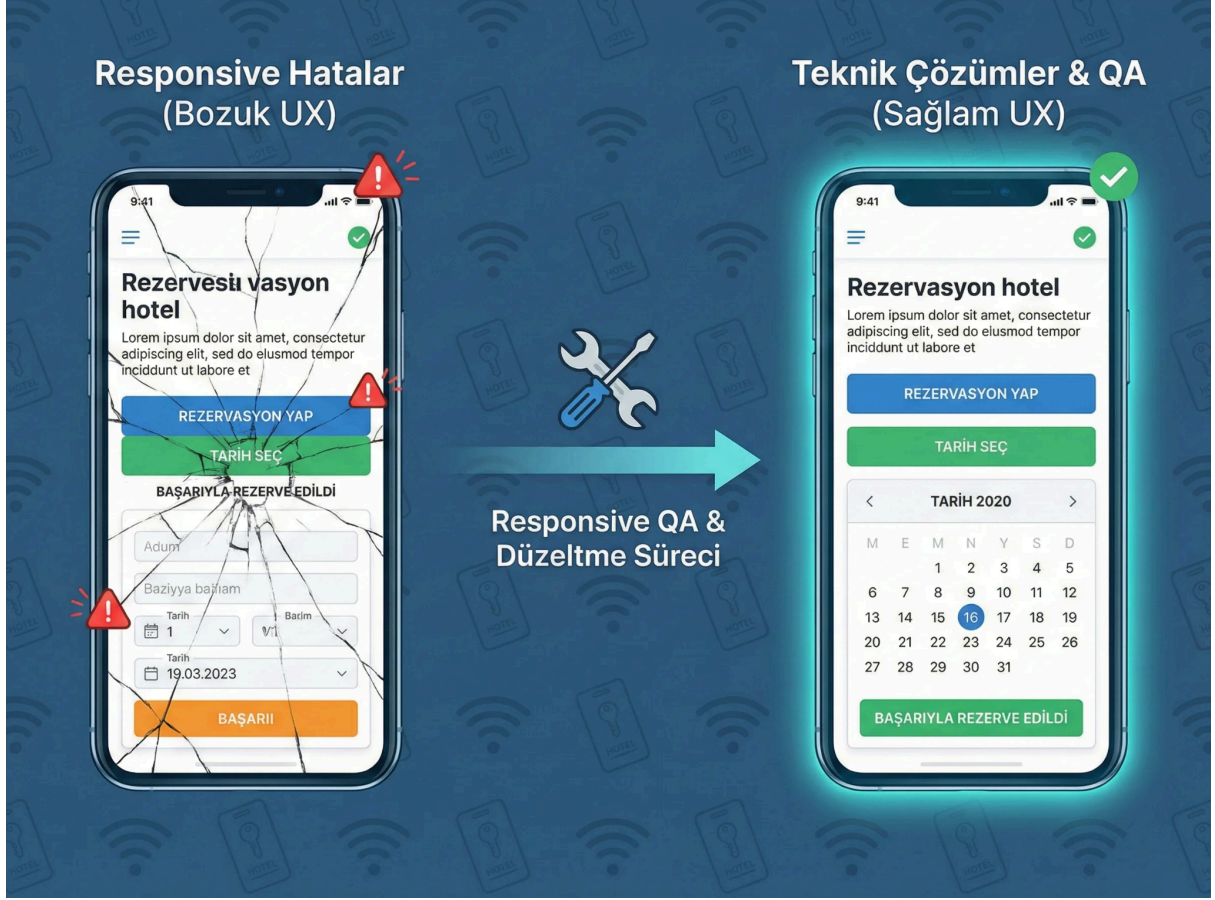 Responsive Hatalar
(Bozuk UX)
9:41
Rezervesu vasyon
hotel
Lorem ipsum dolor sit amet, consectetur
adipiscing elit, sed do elusmod tempor
inciddunt ut labore et
REZERVASYON YAP
TARİH SEÇ
BAŞARIYLA REZERVE EDİLDİ
Adum
Baziyya
Tarih
1
Barim
Tarih
19.03.2023
BAŞARII
Responsive QA &
Düzeltme Süreci
Teknik Çözümler & QA
(Sağlam UX)
9:41
Rezervasyon hotel
Lorem ipsum dolor sit amet, consectetur
adipiscing elit, sed do elusmod tempor
inciddunt ut labore et
REZERVASYON YAP
TARİH SEÇ
TARİH 2020
M E M N Y S D
1 2 3 4 5
6 7 8 9 10 11 12
13 14 15 16 17 18 19
20 21 22 23 24 25 26
27 28 29 30 31
BAŞARIYLA REZERVE EDİLDİ
HOTEL